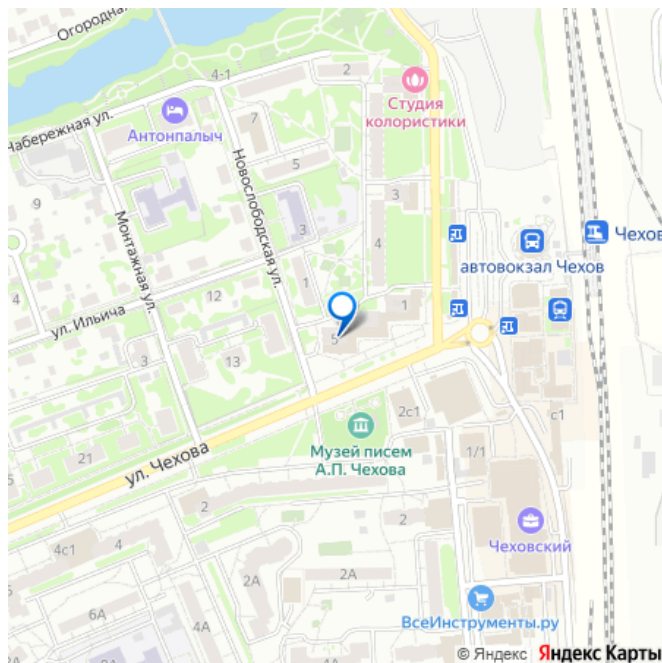 Огородна
2
4-1
Студия
колористики
Набережная ул.
Антонпалыч
7
5
Новослободская ул.
9
3
3
Чехов
Монтажная ул.
4
автовокзал Чехов
4
12
1
1
ул. Ильича
5
3
13
2с1
с1
Музей писем
А.П. Чехова
1/1
ул. Чехова
21
2
2
4с1
4
Чеховский
2А
2А
ВсеИнструменты.ру
6А
4А
© Яндекс Яндекс Карты